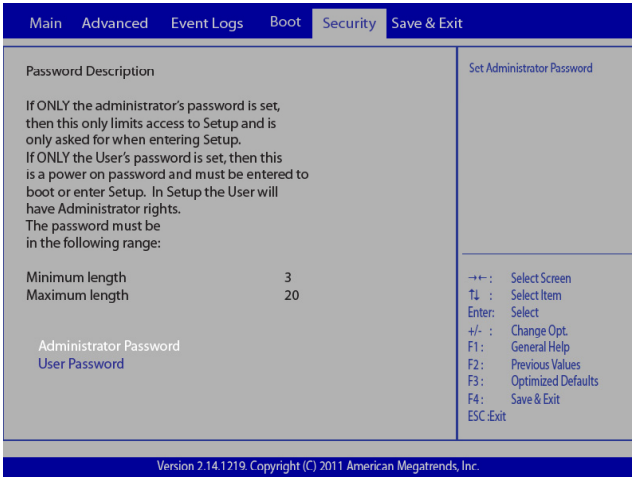 Main Advanced Event Logs Boot Security Save & Exit
Password Description
If ONLY the administrator's password is set,
then this only limits access to Setup and is
only asked for when entering Setup.
If ONLY the User's password is set, then this
is a power on password and must be entered to
boot or enter Setup. In Setup the User will
have Administrator rights.
The password must be
in the following range:
Minimum length 3
Maximum length 20
Administrator Password
User Password
Set Administrator Password
→←: Select Screen
↑↓ : Select Item
Enter: Select
+/- : Change Opt.
F1: General Help
F2: Previous Values
F3: Optimized Defaults
F4: Save & Exit
ESC :Exit
Version 2.14.1219. Copyright (C) 2011 American Megatrends, Inc.